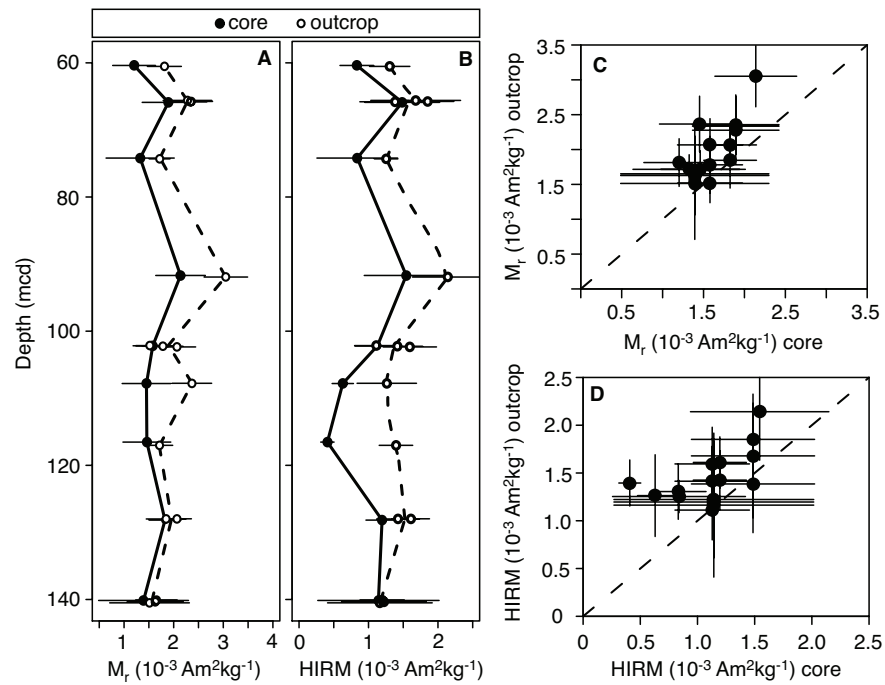 ● core ○ outcrop
A
B
C
D
60
80
100
120
140
Depth (mcd)
1 2 3 4
Mr (10-3 Am2kg-1)
0 1 2
HIRM (10-3 Am2kg-1)
3.5
2.5
1.5
0.5
Mr (10-3 Am2kg-1) outcrop
0.5 1.5 2.5 3.5
Mr (10-3 Am2kg-1) core
2.5
2.0
1.5
1.0
0.5
0
HIRM (10-3 Am2kg-1) outcrop
0 0.5 1.0 1.5 2.0 2.5
HIRM (10-3 Am2kg-1) core